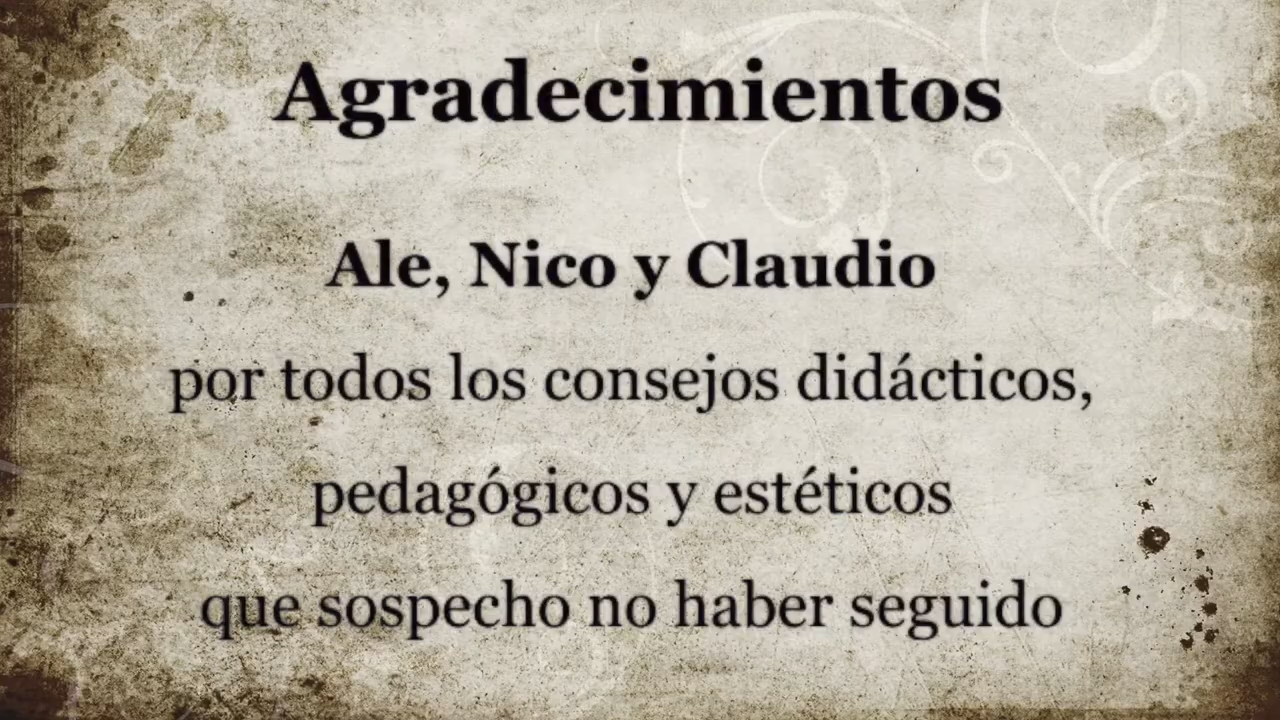 Agradecimientos
Ale, Nico y Claudio
por todos los consejos didácticos,
pedagógicos y estéticos
que sospecho no haber seguido